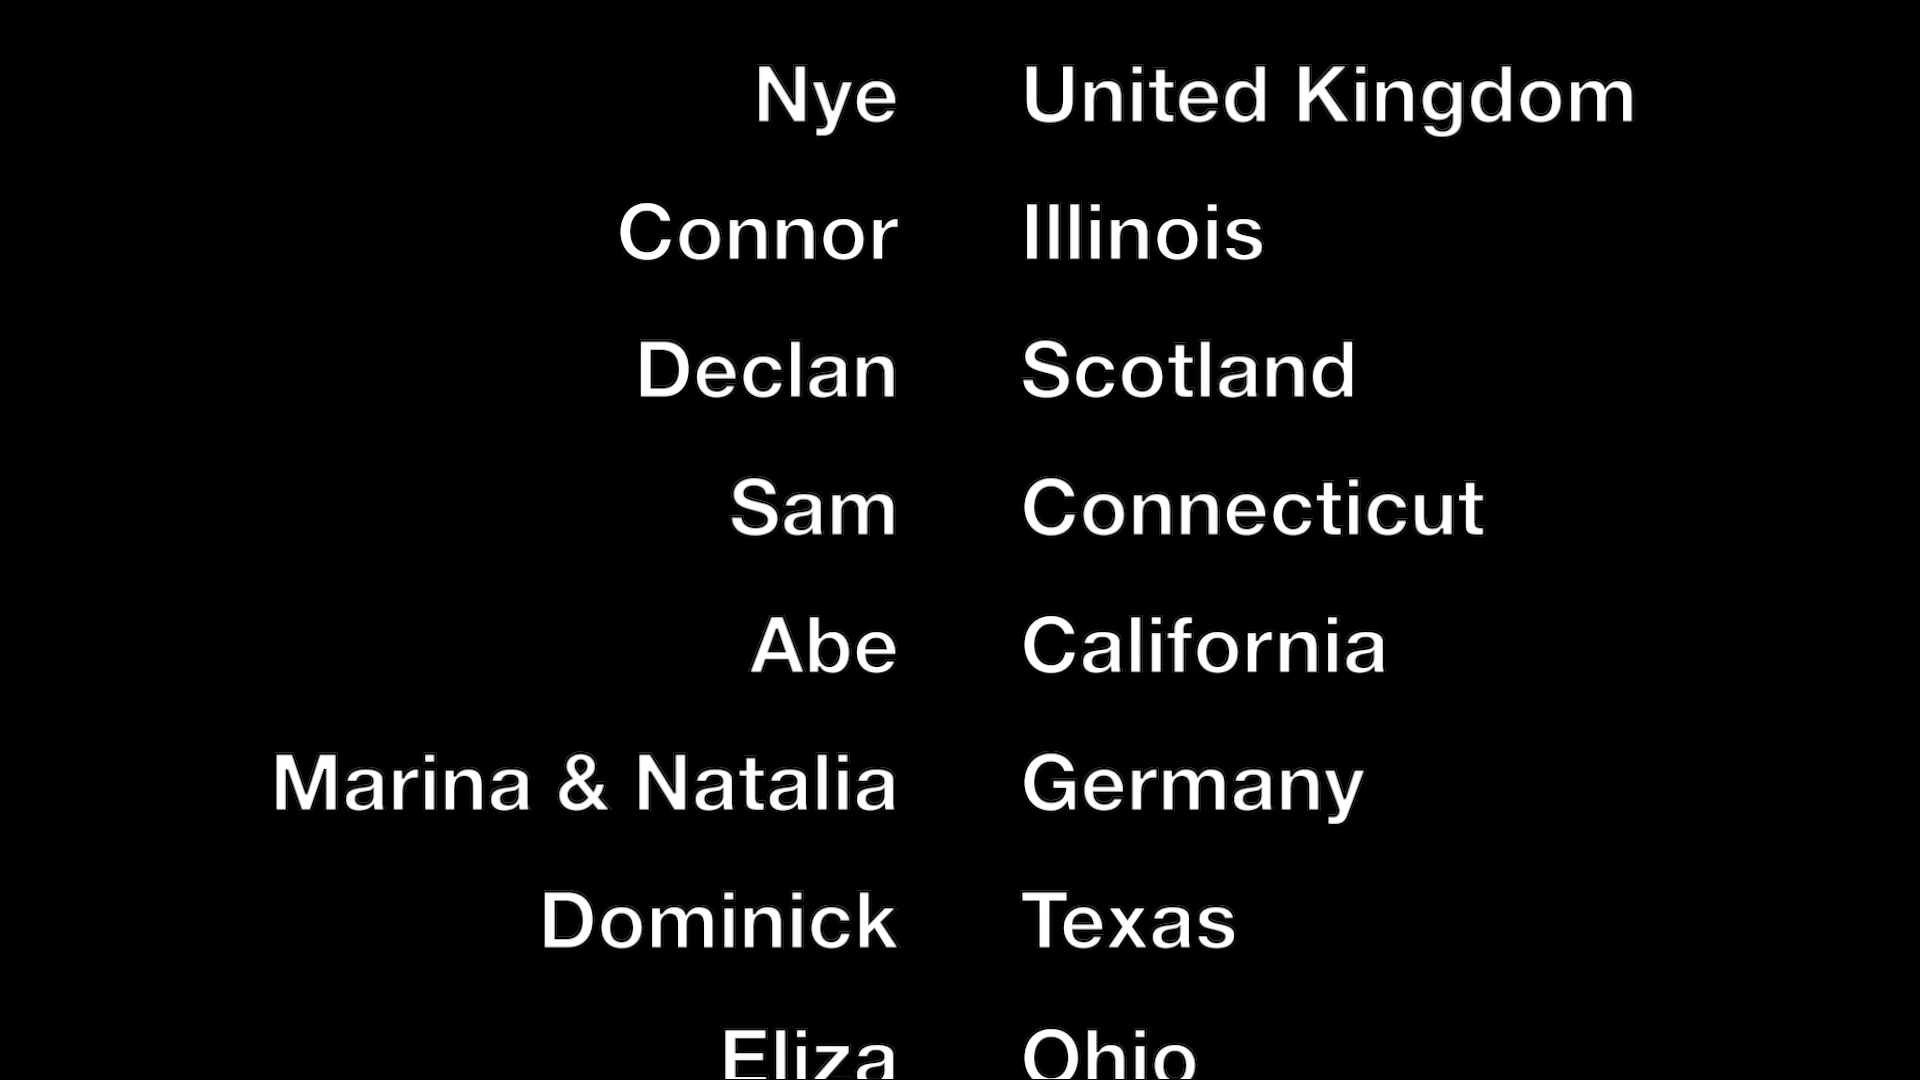 Nye United Kingdom
Connor Illinois
Declan Scotland
Sam Connecticut
Abe California
Marina & Natalia Germany
Dominick Texas
Eliza Ohio